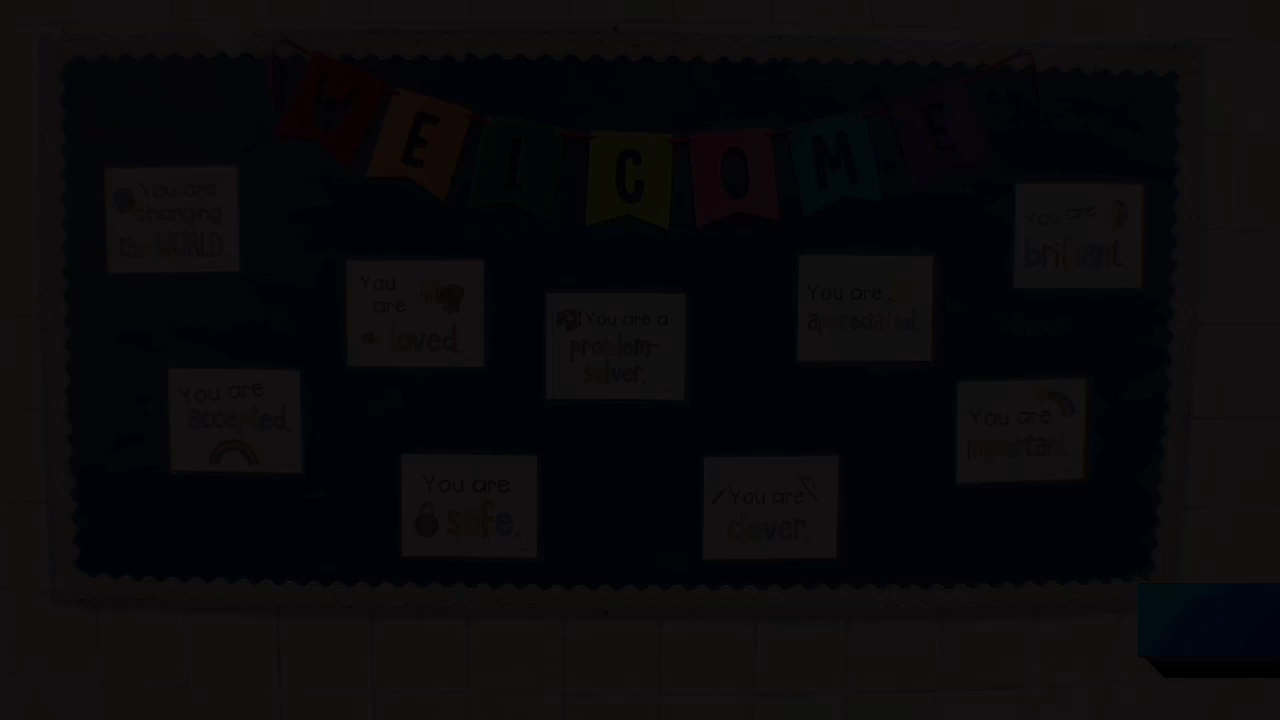 WELCOME
You are
changing
the WORLD.
You are
brilliant.
You
are
loved.
You are a
problem-
solver.
You are
appreciated.
You are
accepted.
You are
important.
You are
safe.
You are
clever.